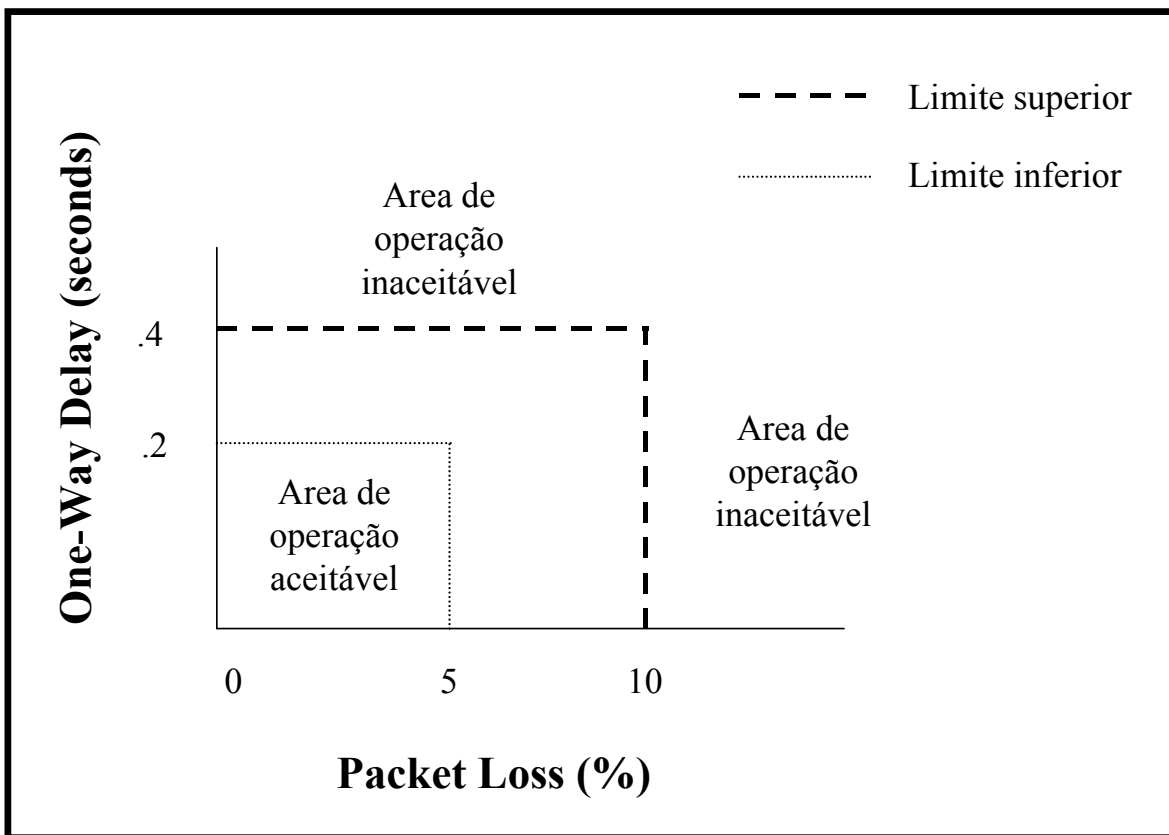 Limite superior
Limite inferior
Area de
operação
inaceitável
One-Way Delay (seconds)
.4
.2
Area de
operação
aceitável
Area de
operação
inaceitável
0
5
10
Packet Loss (%)